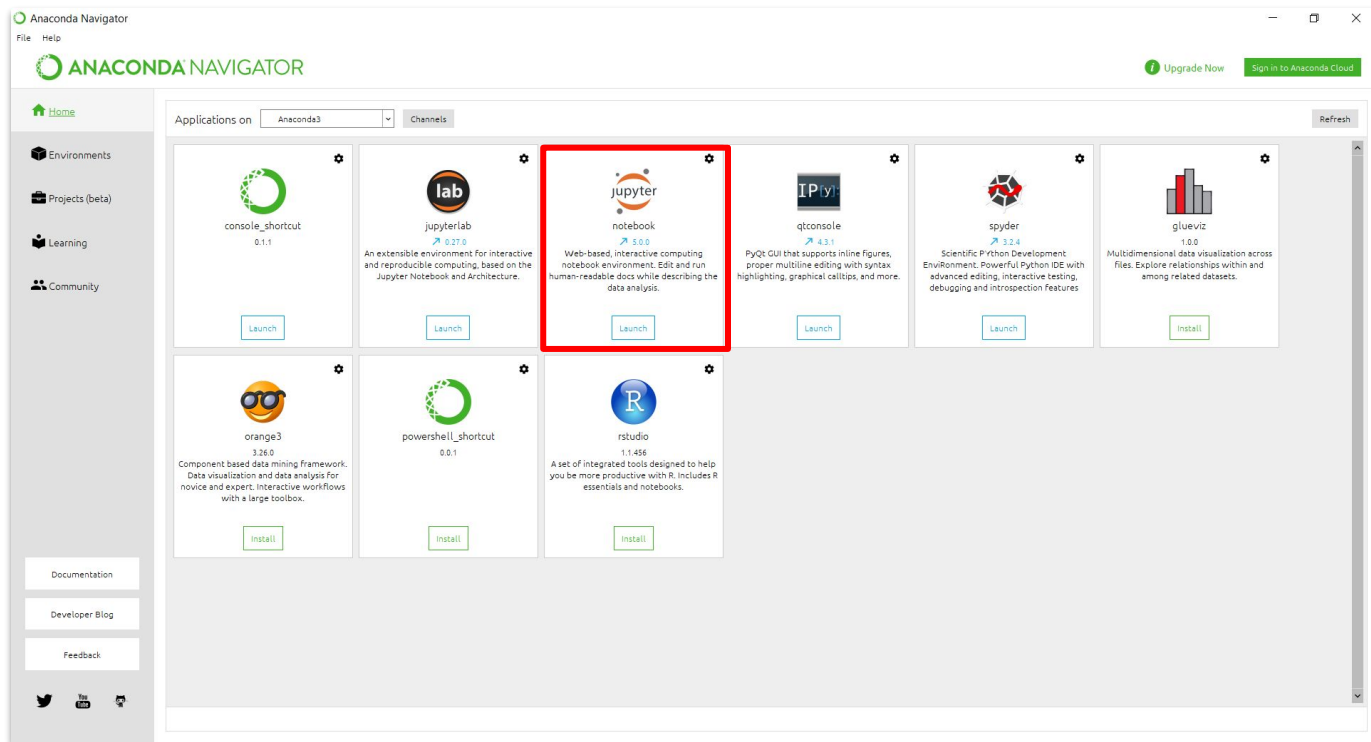 Anaconda Navigator
File Help
ANACONDA NAVIGATOR
i Upgrade Now
Sign in to Anaconda Cloud
Home
Environments
Projects (beta)
Learning
Community
Documentation
Developer Blog
Feedback
You
Tube
Applications on Anaconda3 Channels
Refresh
console_shortcut
0.1.1
Launch
lab
jupyterlab
0.27.0
An extensible environment for interactive
and reproducible computing, based on the
Jupyter Notebook and Architecture.
Launch
jupyter
notebook
5.0.0
Web-based, interactive computing
notebook environment. Edit and run
human-readable docs while describing the
data analysis.
Launch
IP[y]:
qtconsole
4.3.1
PyQt GUI that supports inline figures,
proper multiline editing with syntax
highlighting, graphical calltips, and more.
Launch
spyder
3.2.4
Scientific PYthon Development
EnviRonment. Powerful Python IDE with
advanced editing, interactive testing,
debugging and introspection features
Launch
glueviz
1.0.0
Multidimensional data visualization across
files. Explore relationships within and
among related datasets.
Install
orange3
3.26.0
Component based data mining framework.
Data visualization and data analysis for
novice and expert. Interactive workflows
with a large toolbox.
Install
powershell_shortcut
0.0.1
Install
R
rstudio
1.1.456
A set of integrated tools designed to help
you be more productive with R. Includes R
essentials and notebooks.
Install